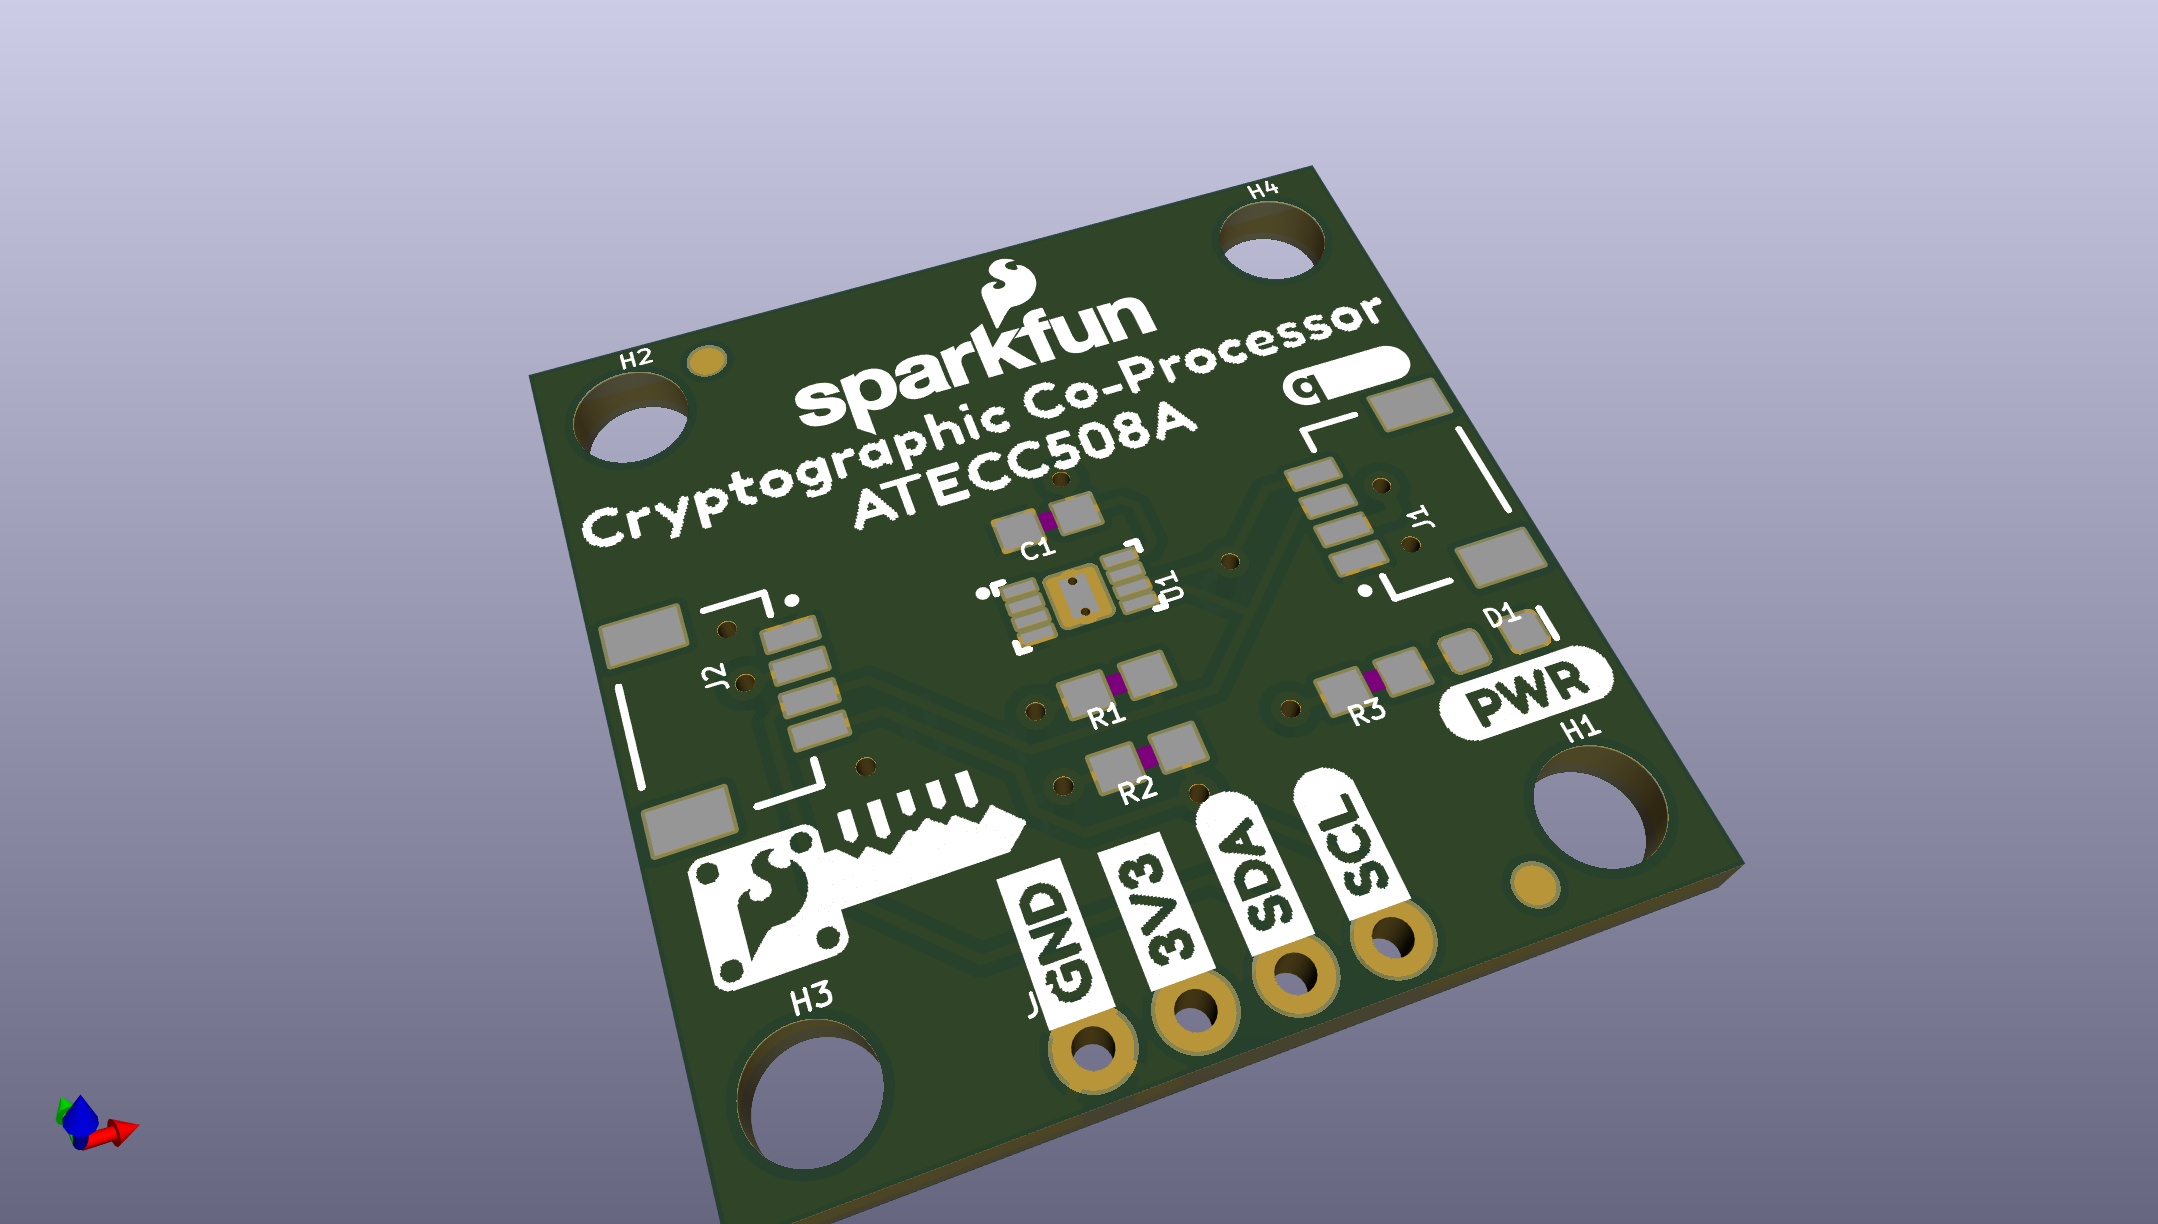 H4
H2
sparkfun
Cryptographic Co-Processor
ATECC508A
C1
J1
D1
J2
D1
R1
R3
PWR
H1
R2
SCL
SDA
3V3
GND
H3
J